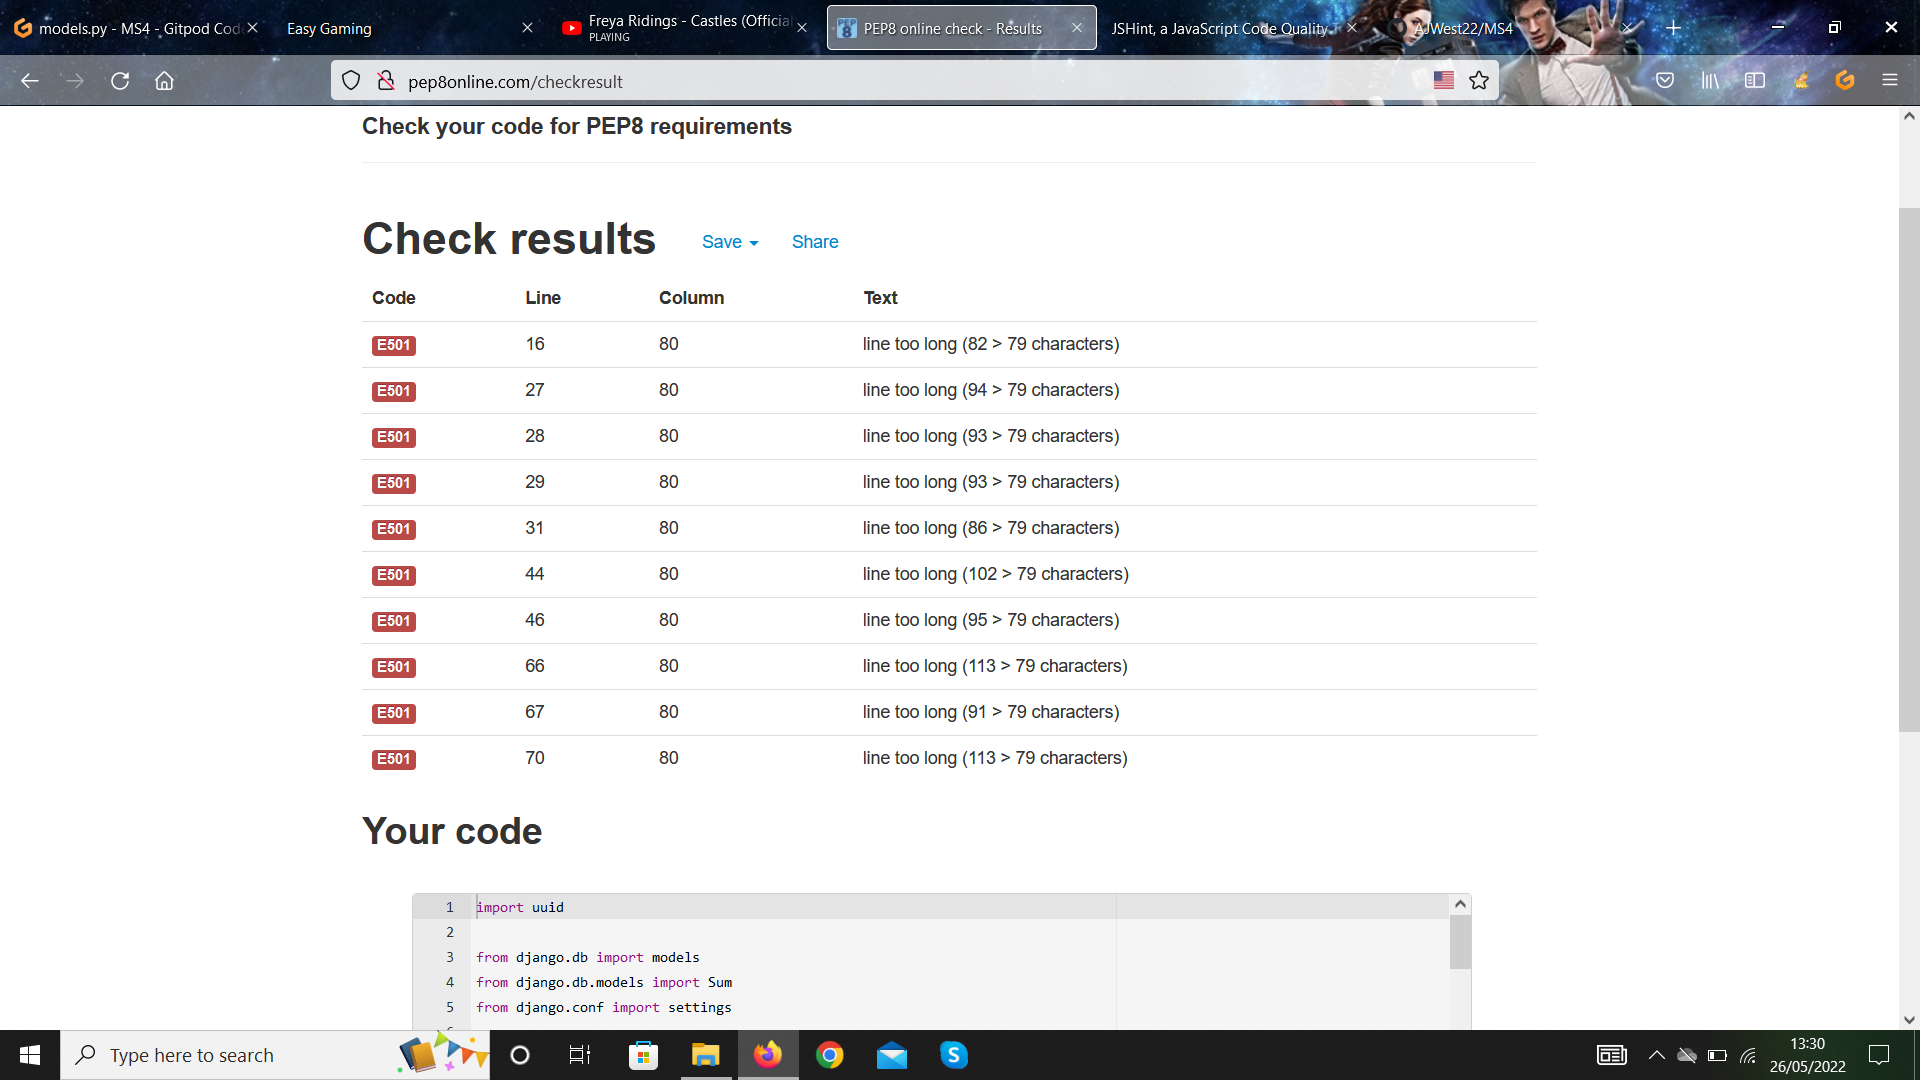 models.py - MS4 - Gitpod Cod
Easy Gaming
Freya Ridings - Castles (Official
PLAYING
PEP8 online check - Results
JSHint, a JavaScript Code Quality
AJWest22/MS4
pep8online.com/checkresult
Check your code for PEP8 requirements
Check results
Save
Share
Code Line Column Text
E501 16 80 line too long (82 > 79 characters)
E501 27 80 line too long (94 > 79 characters)
E501 28 80 line too long (93 > 79 characters)
E501 29 80 line too long (93 > 79 characters)
E501 31 80 line too long (86 > 79 characters)
E501 44 80 line too long (102 > 79 characters)
E501 46 80 line too long (95 > 79 characters)
E501 66 80 line too long (113 > 79 characters)
E501 67 80 line too long (91 > 79 characters)
E501 70 80 line too long (113 > 79 characters)
Your code
1 import uuid
2
3 from django.db import models
4 from django.db.models import Sum
5 from django.conf import settings
Type here to search
13:30
26/05/2022